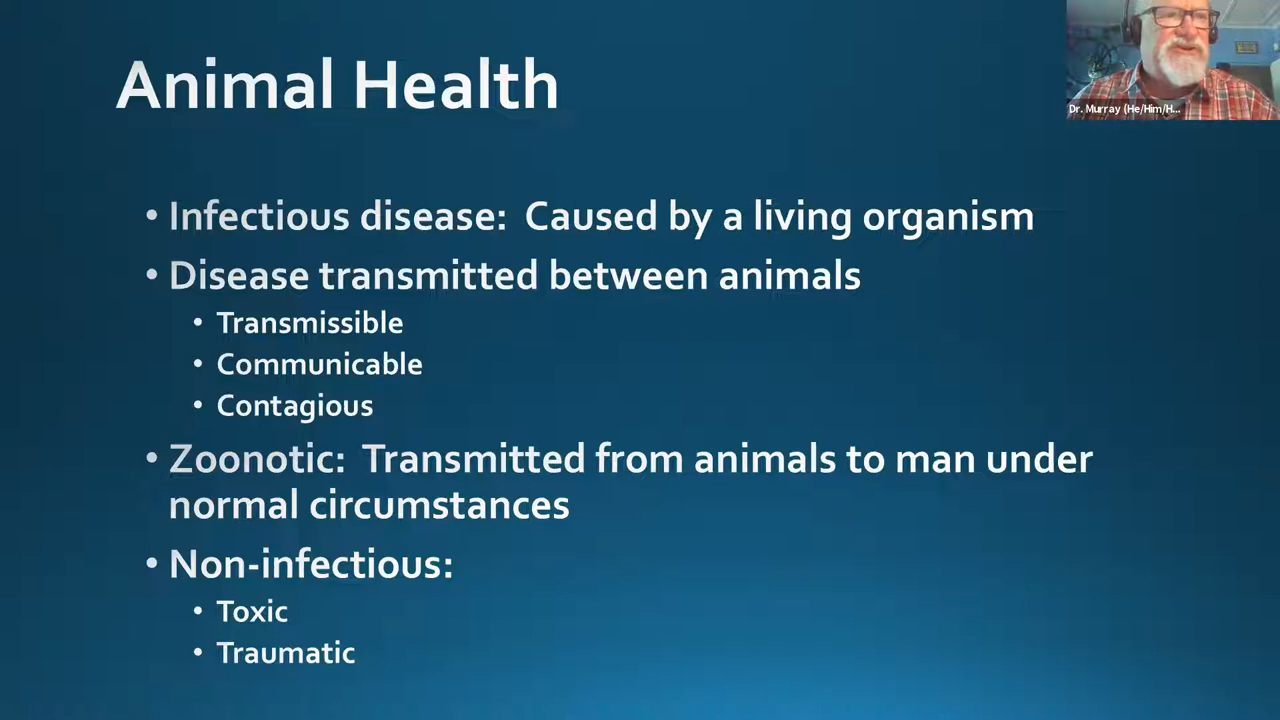 Animal Health
Dr. Murray (He/Him/H...
• Infectious disease:  Caused by a living organism
• Disease transmitted between animals
• Transmissible
• Communicable
• Contagious
• Zoonotic:  Transmitted from animals to man under
normal circumstances
• Non-infectious:
• Toxic
• Traumatic